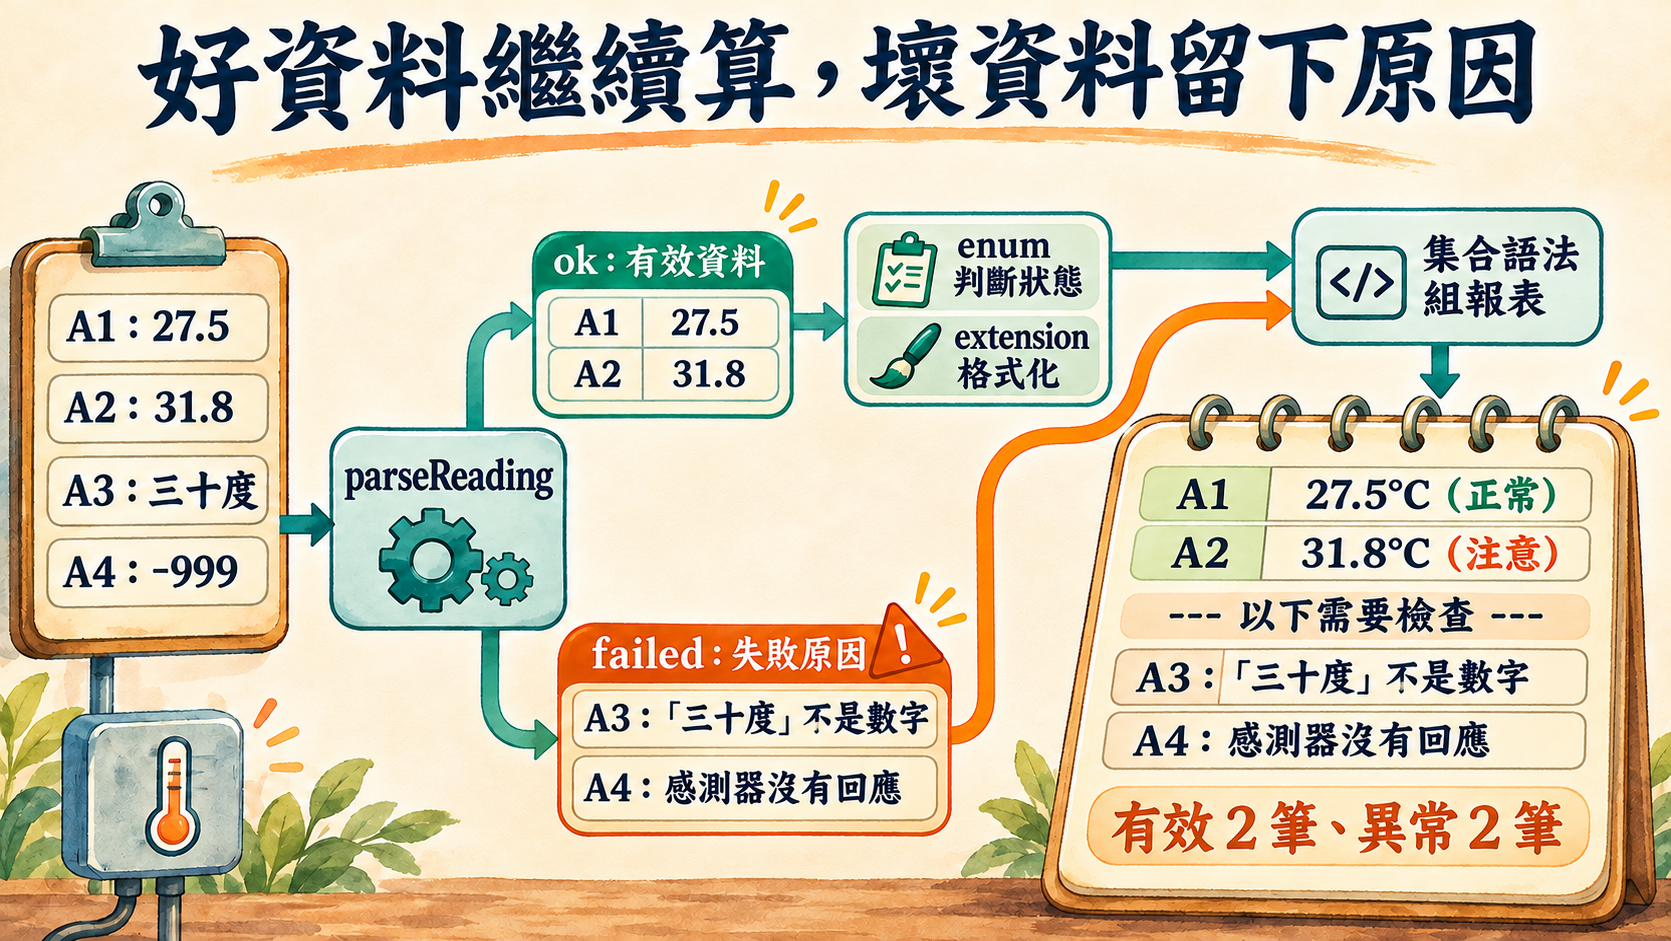 好資料繼續算，壞資料留下原因
A1：27.5
A2：31.8
A3：三十度
A4：-999
parseReading
ok：有效資料
A1 27.5
A2 31.8
enum
判斷狀態
extension
格式化
集合語法
組報表
failed：失敗原因
A3：「三十度」不是數字
A4：感測器沒有回應
A1 27.5°C（正常）
A2 31.8°C（注意）
--- 以下需要檢查 ---
A3：「三十度」不是數字
A4：感測器沒有回應
有效2筆、異常2筆